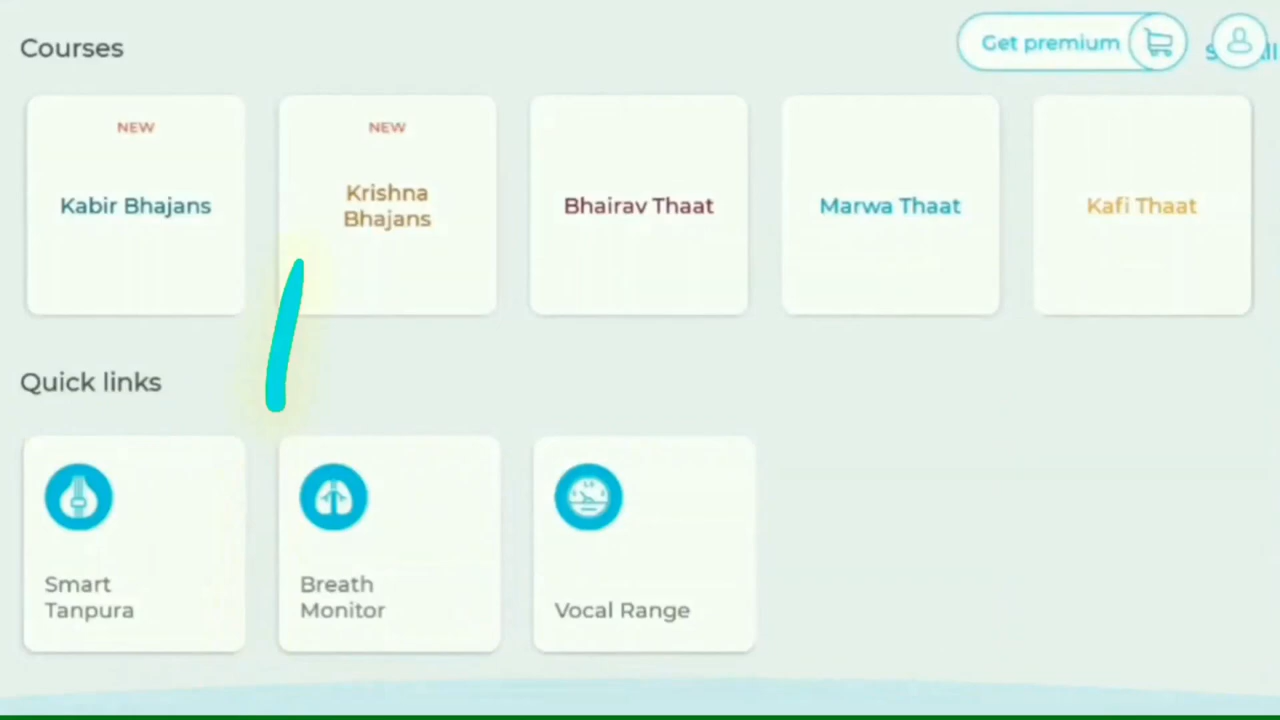 Courses
Get premium
NEW
Kabir Bhajans
NEW
Krishna
Bhajans
Bhairav Thaat
Marwa Thaat
Kafi Thaat
Quick links
Smart
Tanpura
Breath
Monitor
Vocal Range